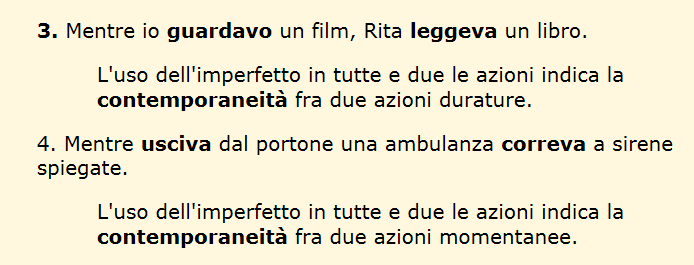 3. Mentre io guardavo un film, Rita leggeva un libro.
L'uso dell'imperfetto in tutte e due le azioni indica la
contemporaneità fra due azioni durature.
4. Mentre usciva dal portone una ambulanza correva a sirene
spiegate.
L'uso dell'imperfetto in tutte e due le azioni indica la
contemporaneità fra due azioni momentanee.